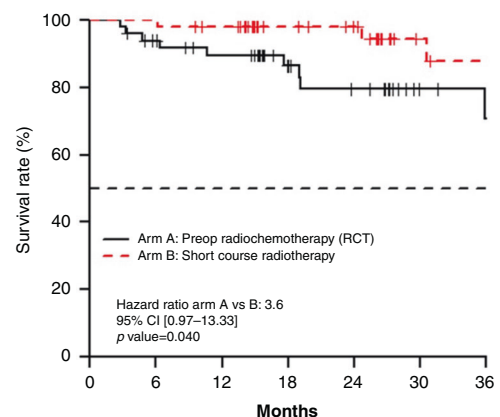 100
80
60
40
20
0
Survival rate (%)
Arm A: Preop radiochemotherapy (RCT)
Arm B: Short course radiotherapy
Hazard ratio arm A vs B: 3.6
95% CI [0.97–13.33]
p value=0.040
0 6 12 18 24 30 36
Months